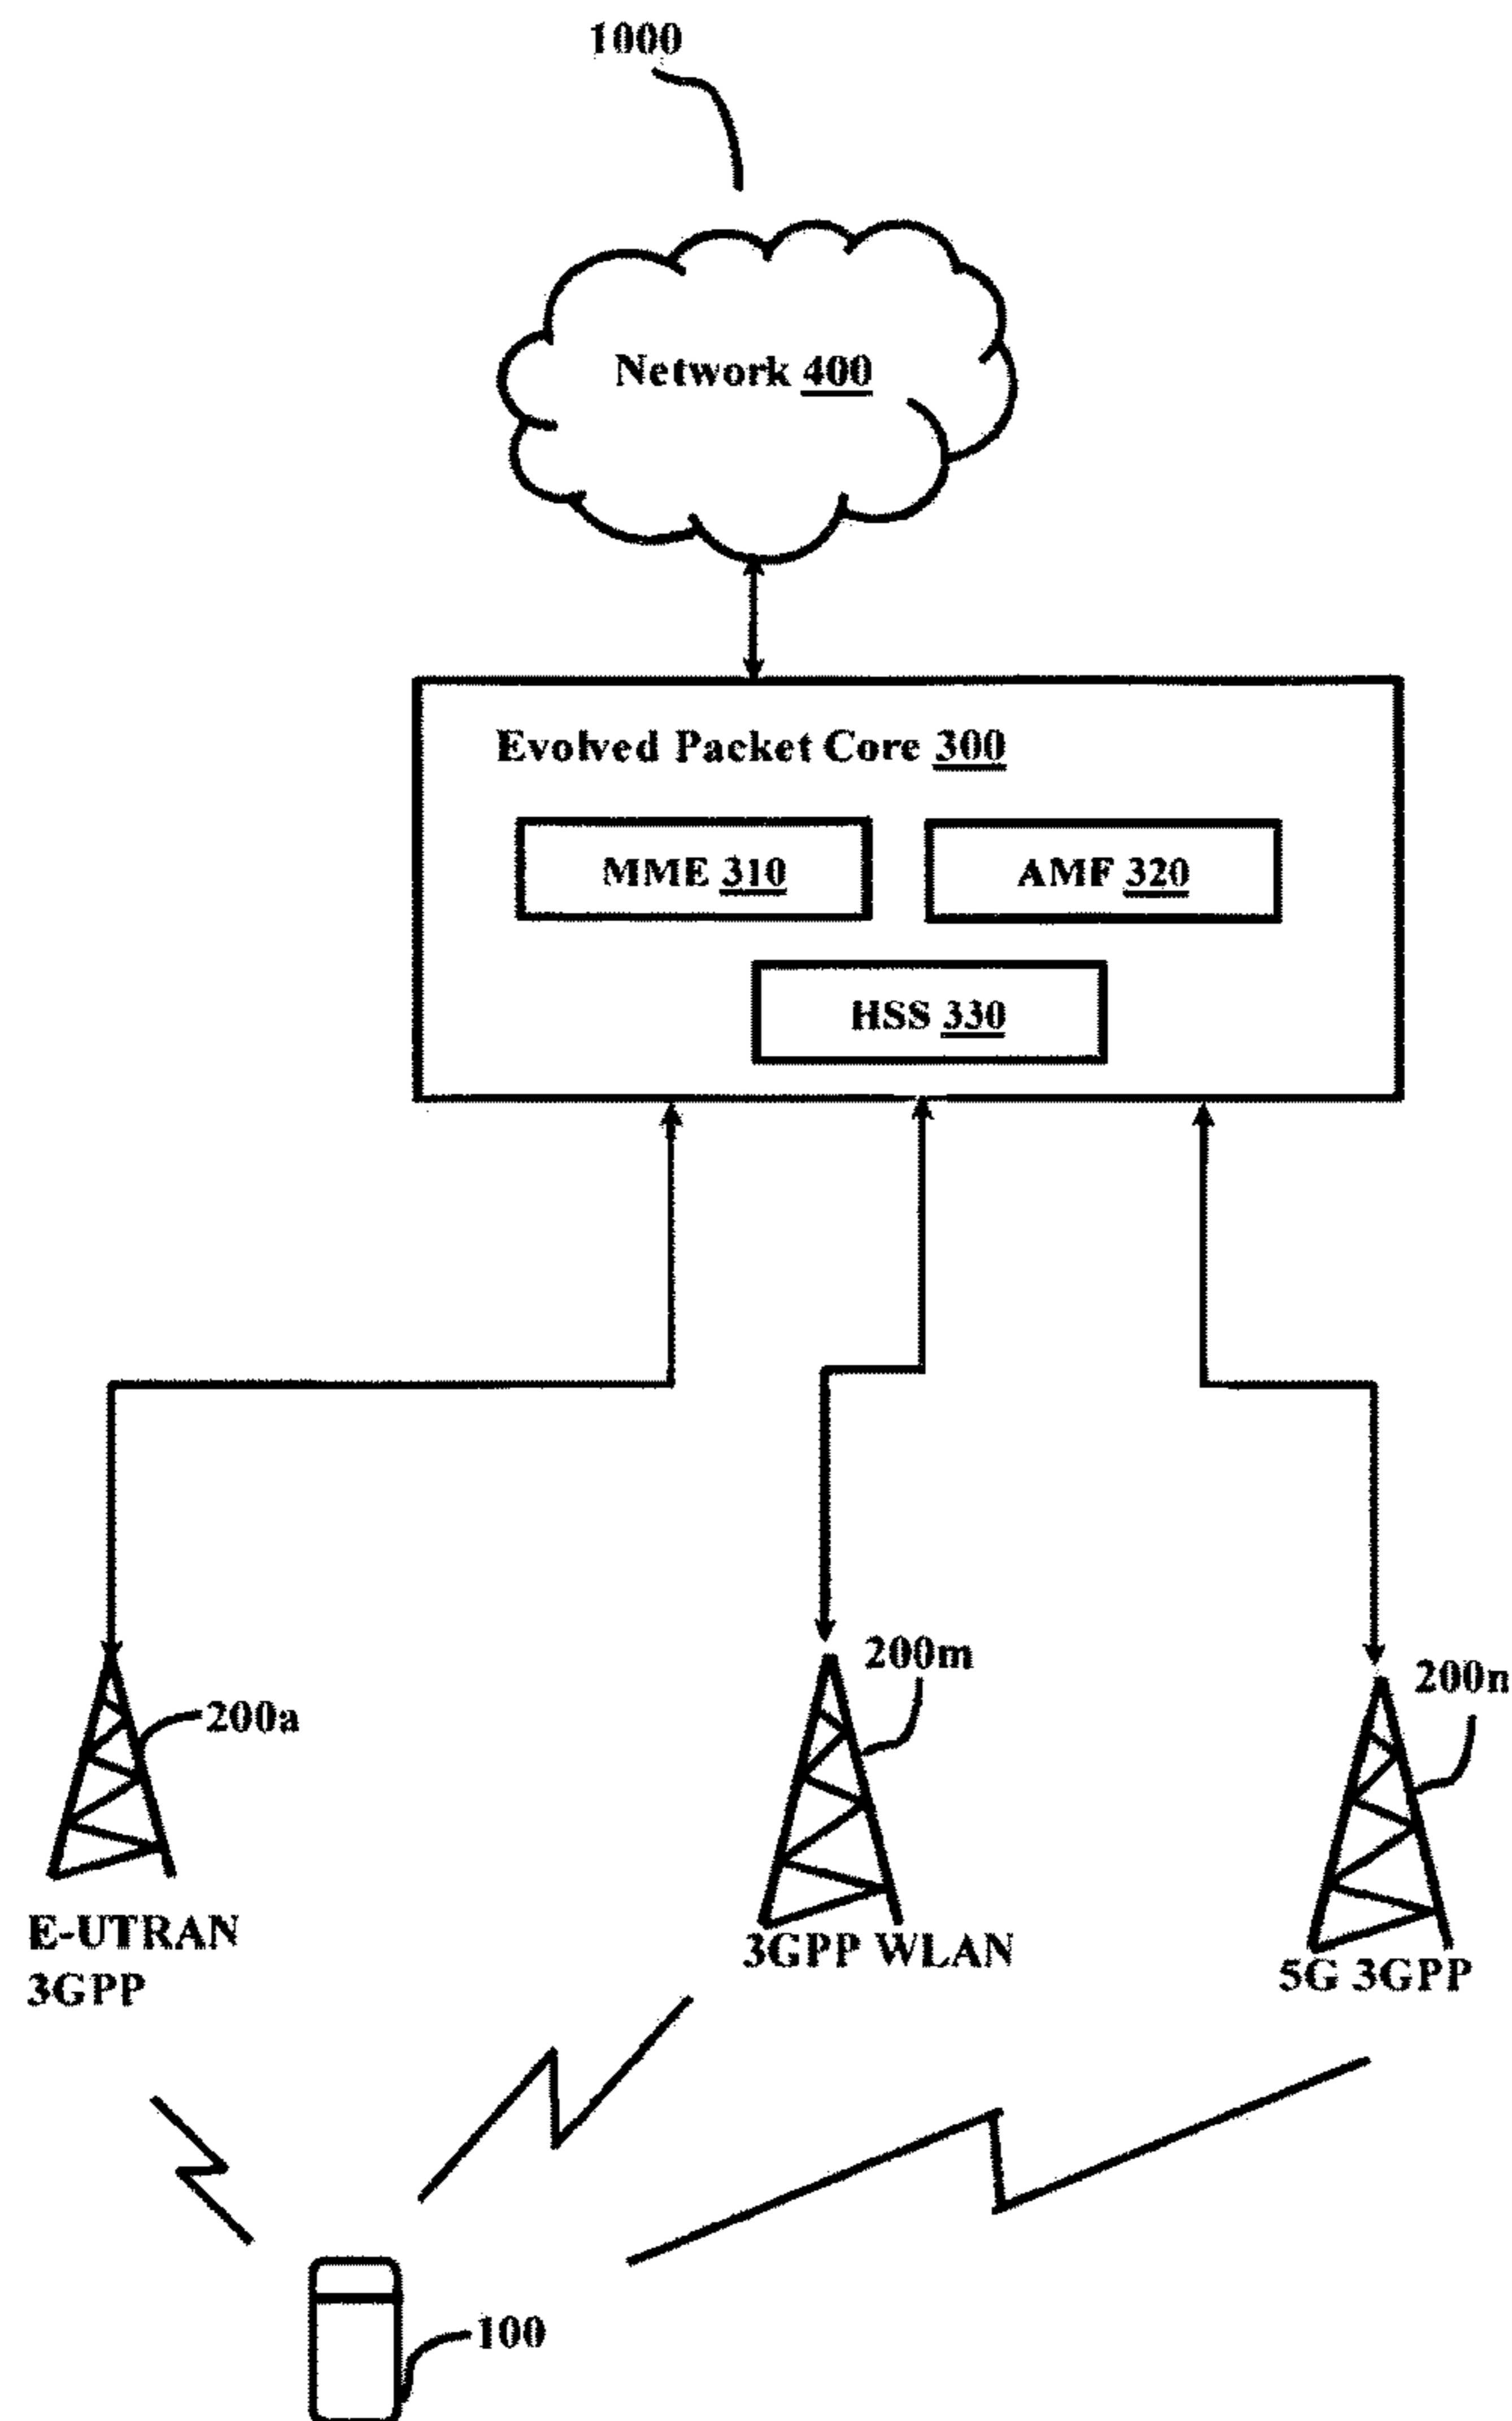 1000
Network 400
Evolved Packet Core 300
MME 310
AMF 320
HSS 330
200a
200m
200n
E-UTRAN
3GPP
3GPP WLAN
5G 3GPP
100